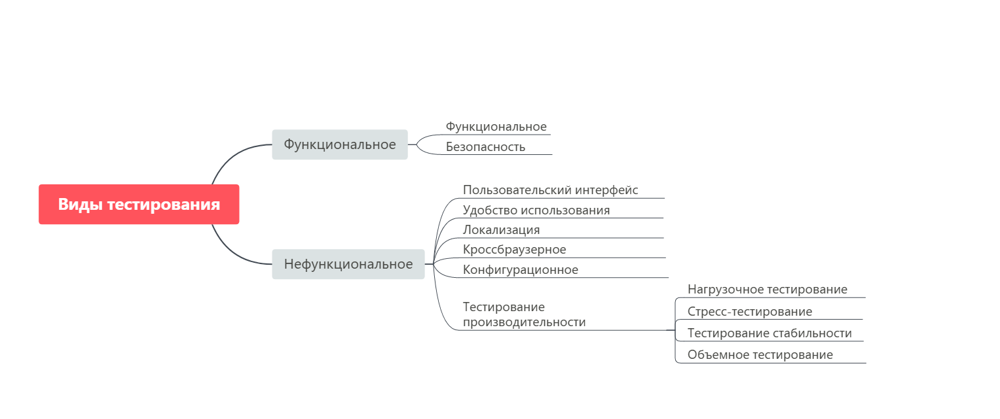 Виды тестирования
Функциональное
Функциональное
Безопасность
Нефункциональное
Пользовательский интерфейс
Удобство использования
Локализация
Кроссбраузерное
Конфигурационное
Тестирование
производительности
Нагрузочное тестирование
Стресс-тестирование
Тестирование стабильности
Объемное тестирование